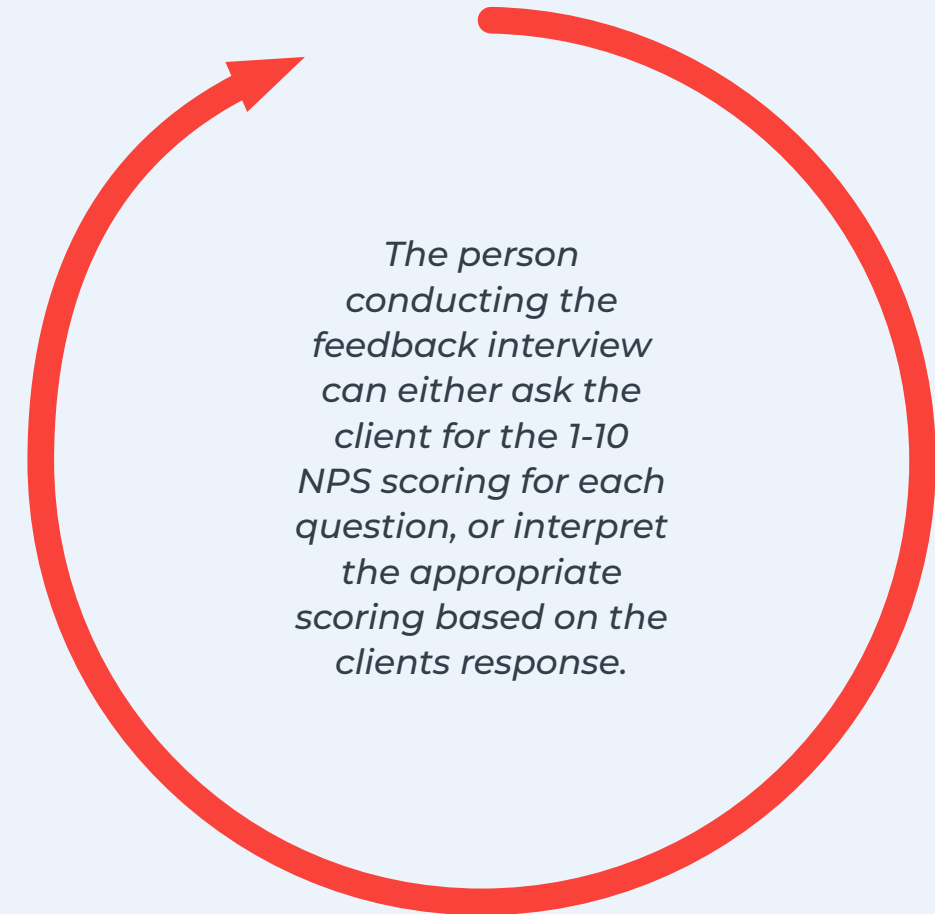 The person
conducting the
feedback interview
can either ask the
client for the 1-10
NPS scoring for each
question, or interpret
the appropriate
scoring based on the
clients response.